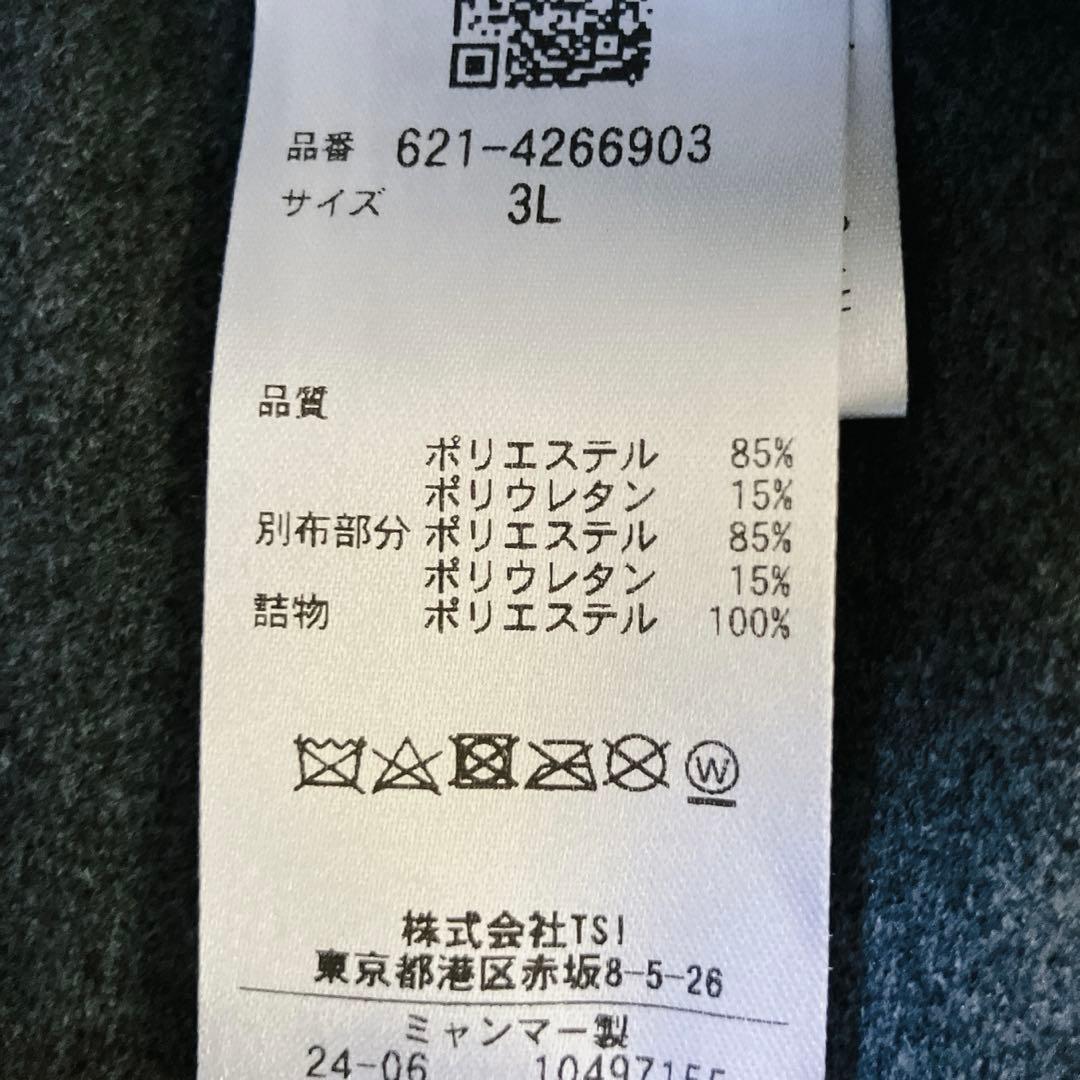 品番 621-4266903
サイズ 3L
品質
ポリエステル 85%
ポリウレタン 15%
別布部分 ポリエステル 85%
ポリウレタン 15%
詰物 ポリエステル 100%
W
株式会社TSI
東京都港区赤坂8-5-26
ミャンマー製
24-06 10497155